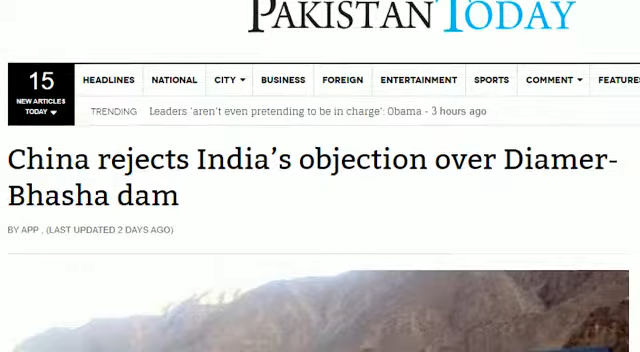 PAKISTAN TODAY
15
NEW ARTICLES
TODAY
HEADLINES NATIONAL CITY BUSINESS FOREIGN ENTERTAINMENT SPORTS COMMENT FEATURES
TRENDING Leaders ‘aren’t even pretending to be in charge’: Obama - 3 hours ago
China rejects India’s objection over Diamer-
Bhasha dam
BY APP , (LAST UPDATED 2 DAYS AGO)